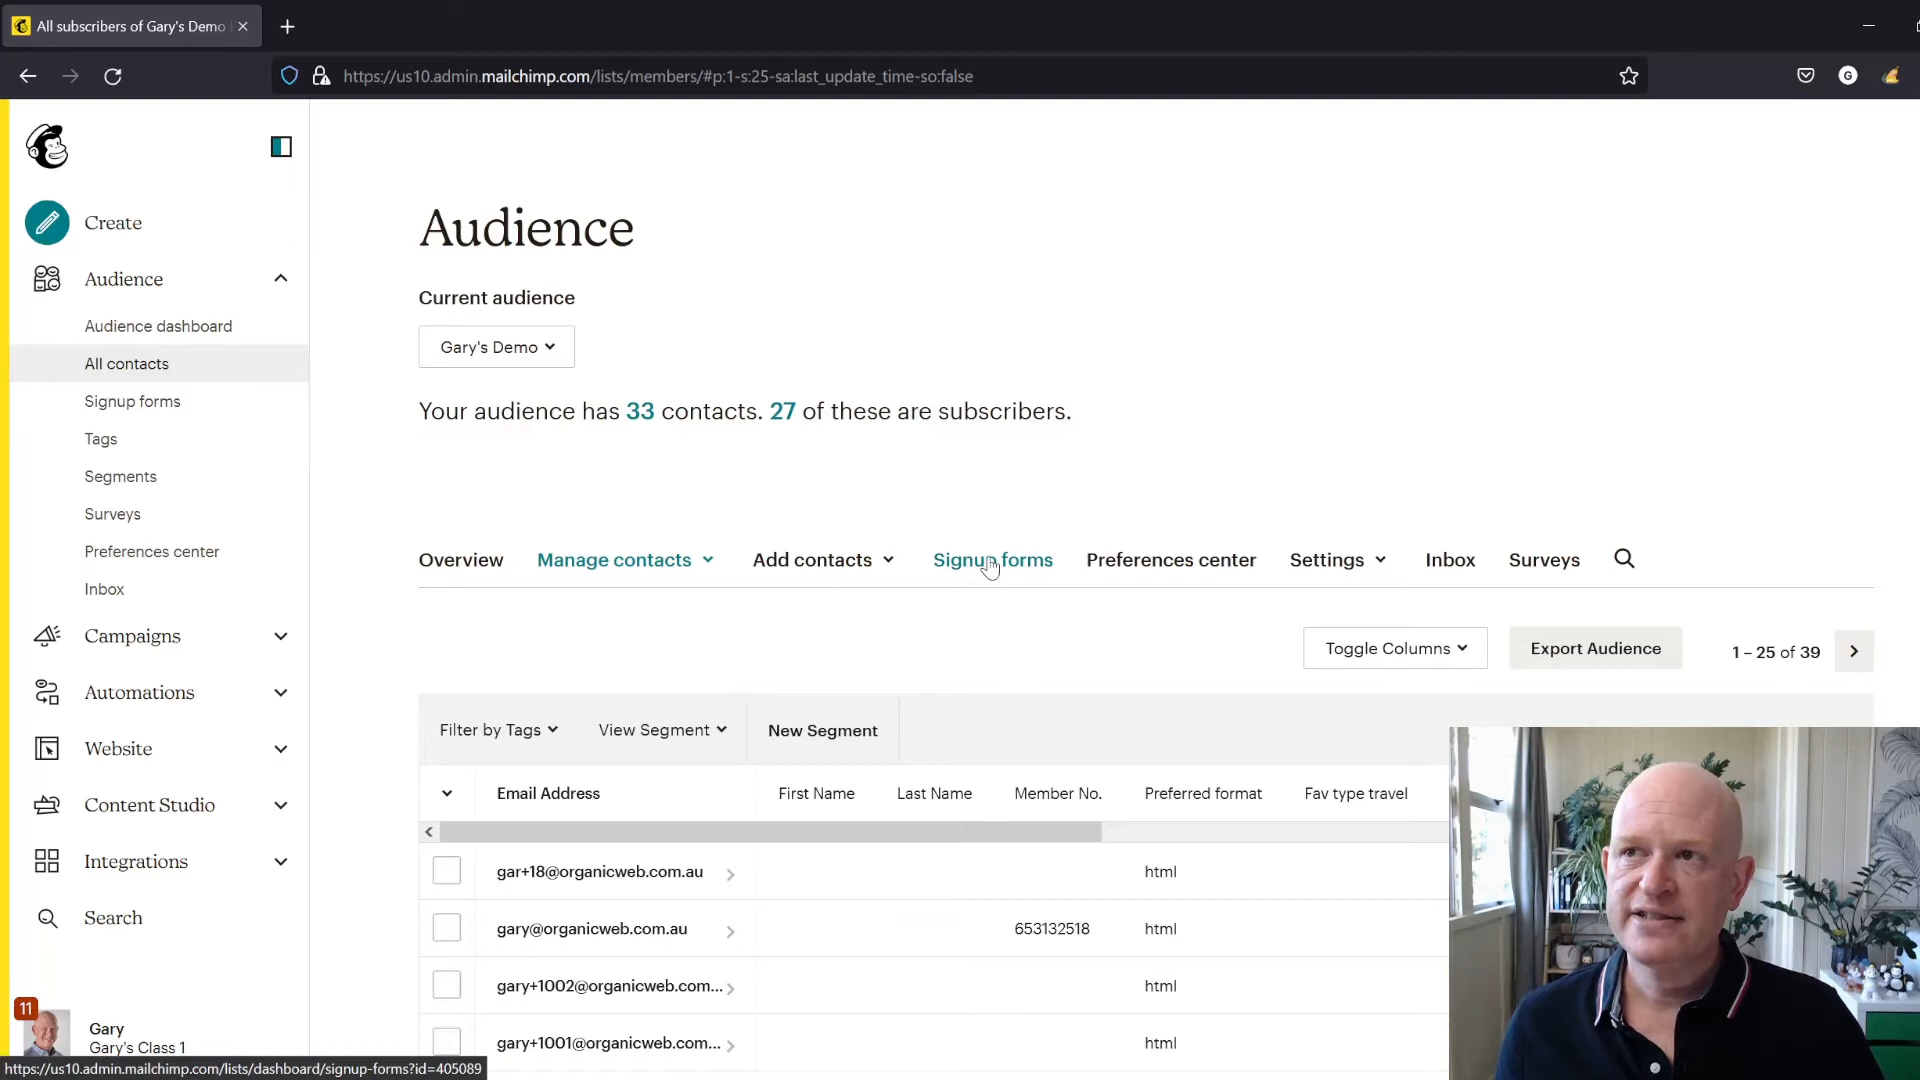 All subscribers of Gary's Demo
https://us10.admin.mailchimp.com/lists/members/#p:1-s:25-sa:last_update_time-so:false
G
Create
Audience
Audience dashboard
All contacts
Signup forms
Tags
Segments
Surveys
Preferences center
Inbox
Campaigns
Automations
Website
Content Studio
Integrations
Search
11
Gary
Gary's Class 1
https://us10.admin.mailchimp.com/lists/dashboard/signup-forms?id=405089
Audience
Current audience
Gary's Demo
Your audience has 33 contacts. 27 of these are subscribers.
Overview Manage contacts Add contacts Signup forms Preferences center Settings Inbox Surveys
Toggle Columns Export Audience 1 – 25 of 39
Filter by Tags View Segment New Segment
Email Address First Name Last Name Member No. Preferred format Fav type travel
gar+18@organicweb.com.au html
gary@organicweb.com.au 653132518 html
gary+1002@organicweb.com... html
gary+1001@organicweb.com... html